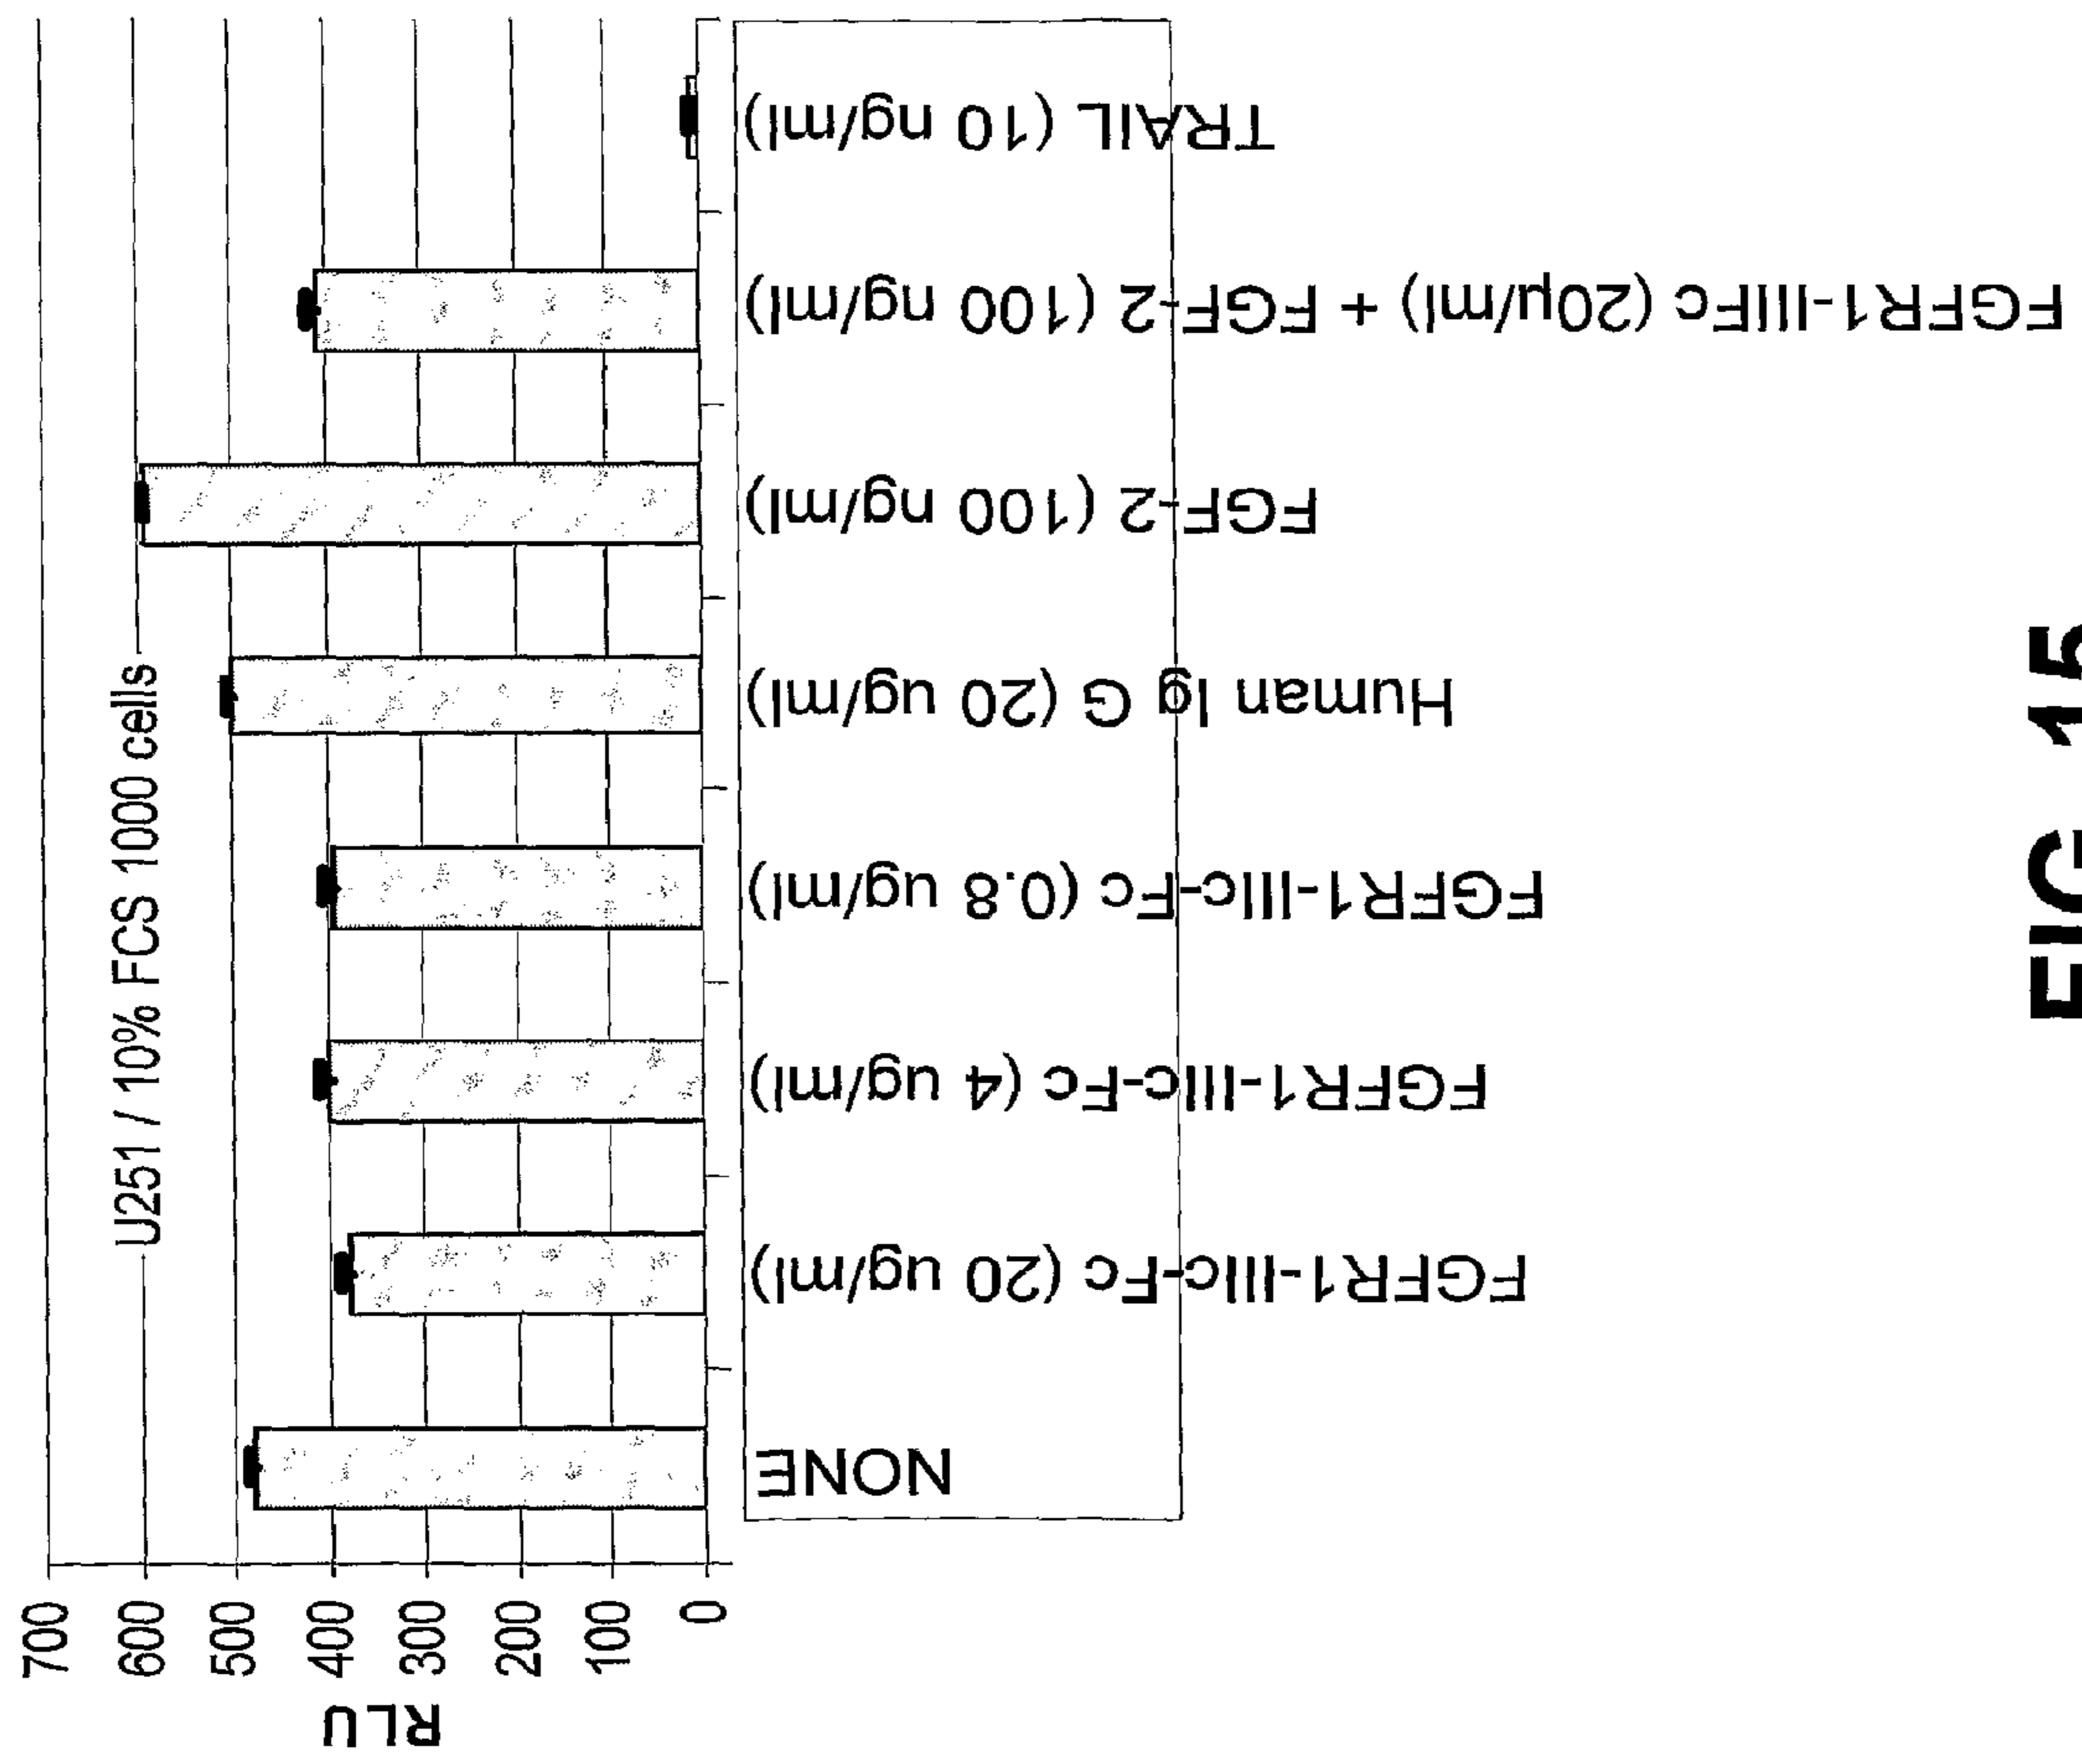 U251 / 10% FCS 1000 cells
RLU
700
600
500
400
300
200
100
0
NONE
FGFR1-IIIc-Fc (20 ug/ml)
FGFR1-IIIc-Fc (4 ug/ml)
FGFR1-IIIc-Fc (0.8 ug/ml)
Human Ig G (20 ug/ml)
FGF-2 (100 ng/ml)
FGFR1-IIIFc (20µ/ml) + FGF-2 (100 ng/ml)
TRAIL (10 ng/ml)
FIG. 15